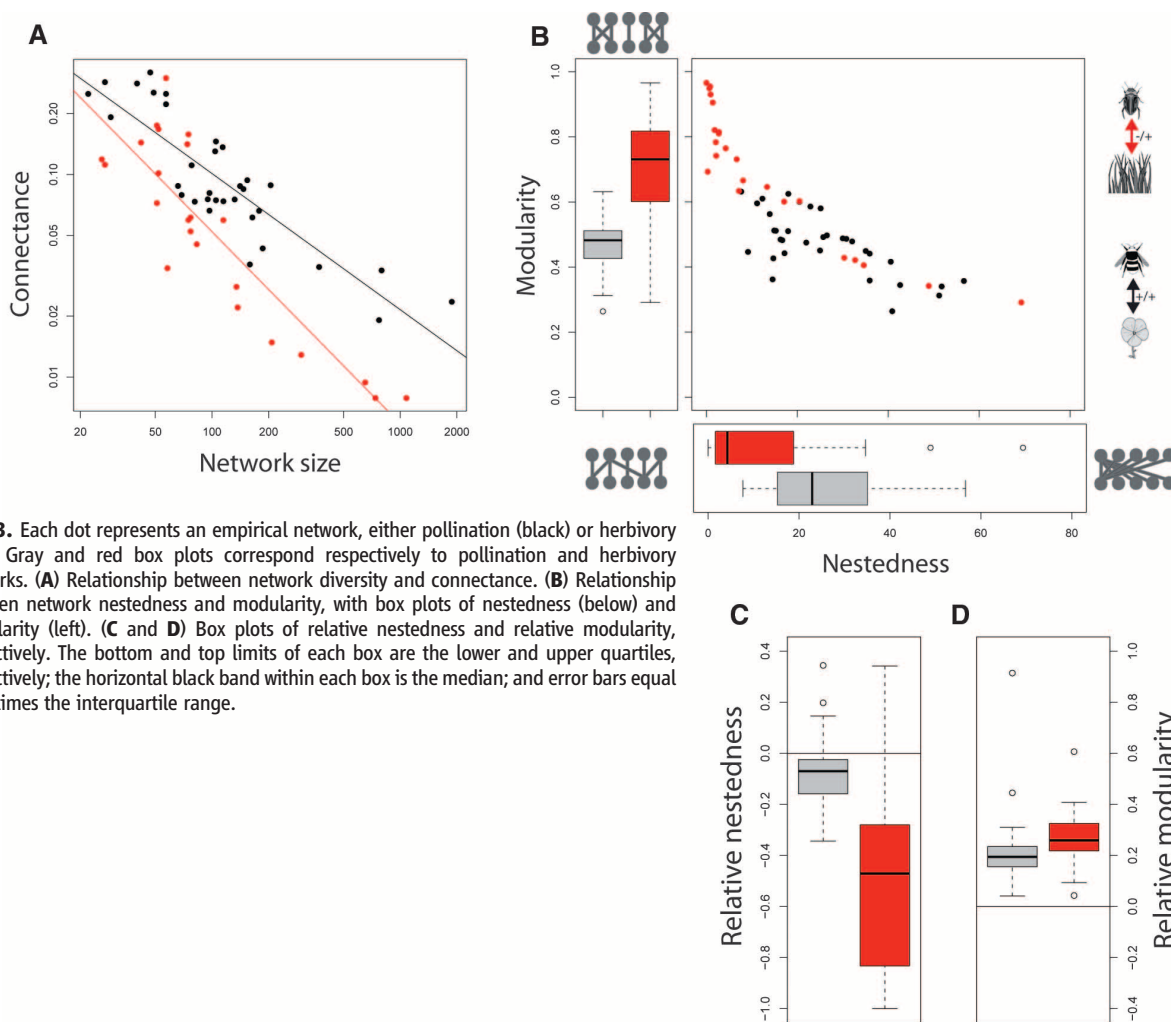 A
Connectance
0.20
0.10
0.05
0.02
0.01
20 50 100 200 500 1000 2000
Network size
B
Modularity
1.0
0.8
0.6
0.4
0.2
0.0
-/+
+/+
0 20 40 60 80
Nestedness
3. Each dot represents an empirical network, either pollination (black) or herbivory
Gray and red box plots correspond respectively to pollination and herbivory
rks. (A) Relationship between network diversity and connectance. (B) Relationship
en network nestedness and modularity, with box plots of nestedness (below) and
larity (left). (C and D) Box plots of relative nestedness and relative modularity,
ctively. The bottom and top limits of each box are the lower and upper quartiles,
ctively; the horizontal black band within each box is the median; and error bars equal
times the interquartile range.
C
Relative nestedness
0.4
0.2
0.0
−0.2
−0.4
−0.6
−0.8
−1.0
D
1.0
0.8
0.6
0.4
0.2
0.0
−0.2
−0.4
Relative modularity